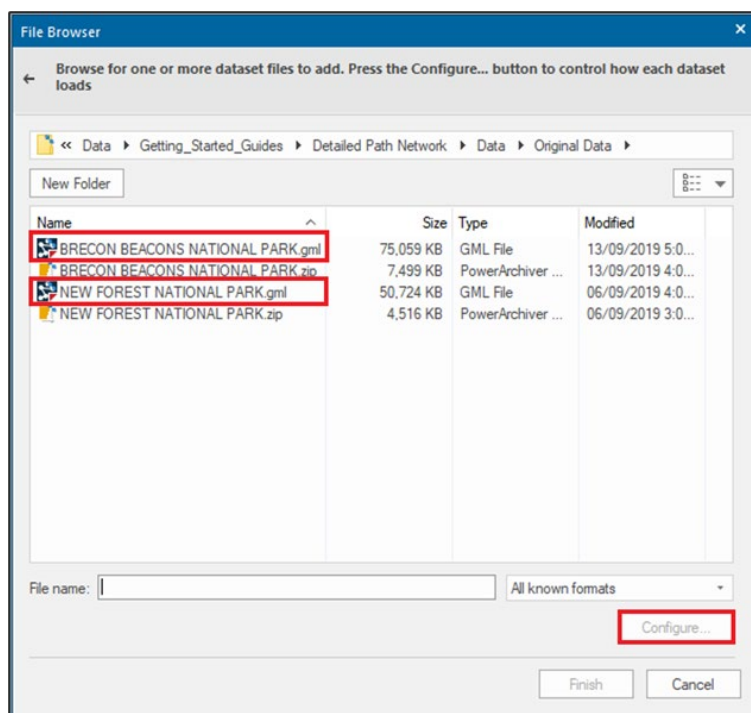 File Browser
Browse for one or more dataset files to add. Press the Configure... button to control how each dataset
loads
« Data Getting_Started_Guides Detailed Path Network Data Original Data
New Folder
Name Size Type Modified
BRECON BEACONS NATIONAL PARK.gml 75,059 KB GML File 13/09/2019 5:0...
BRECON BEACONS NATIONAL PARK.zip 7,499 KB PowerArchiver ... 13/09/2019 4:0...
NEW FOREST NATIONAL PARK.gml 50,724 KB GML File 06/09/2019 4:0...
NEW FOREST NATIONAL PARK.zip 4,516 KB PowerArchiver ... 06/09/2019 3:0...
File name: All known formats
Configure...
Finish Cancel